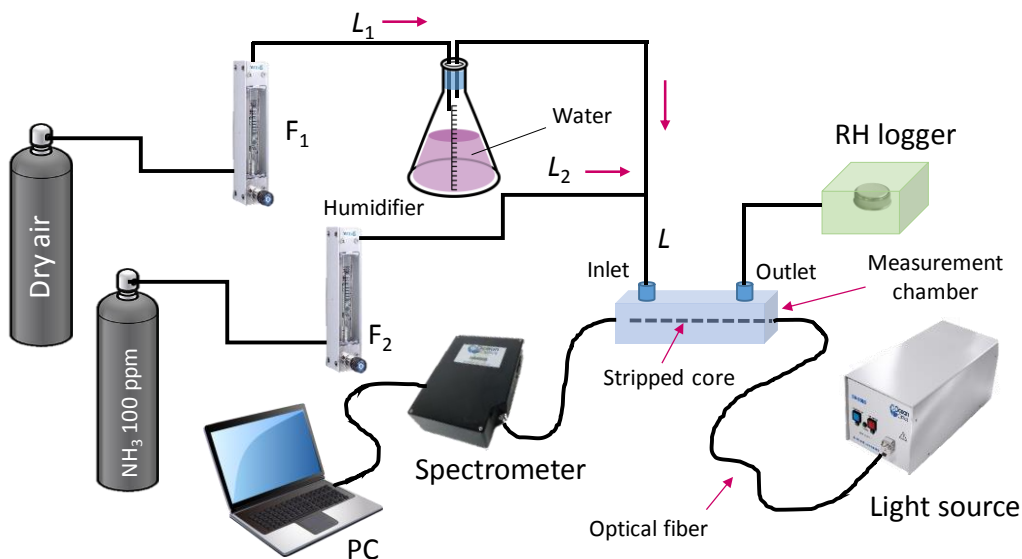 L1
F1
Water
L2
RH logger
Dry air
Humidifier
L
Inlet
Outlet
Measurement
chamber
NH3 100 ppm
F2
Stripped core
Spectrometer
Optical fiber
Light source
PC